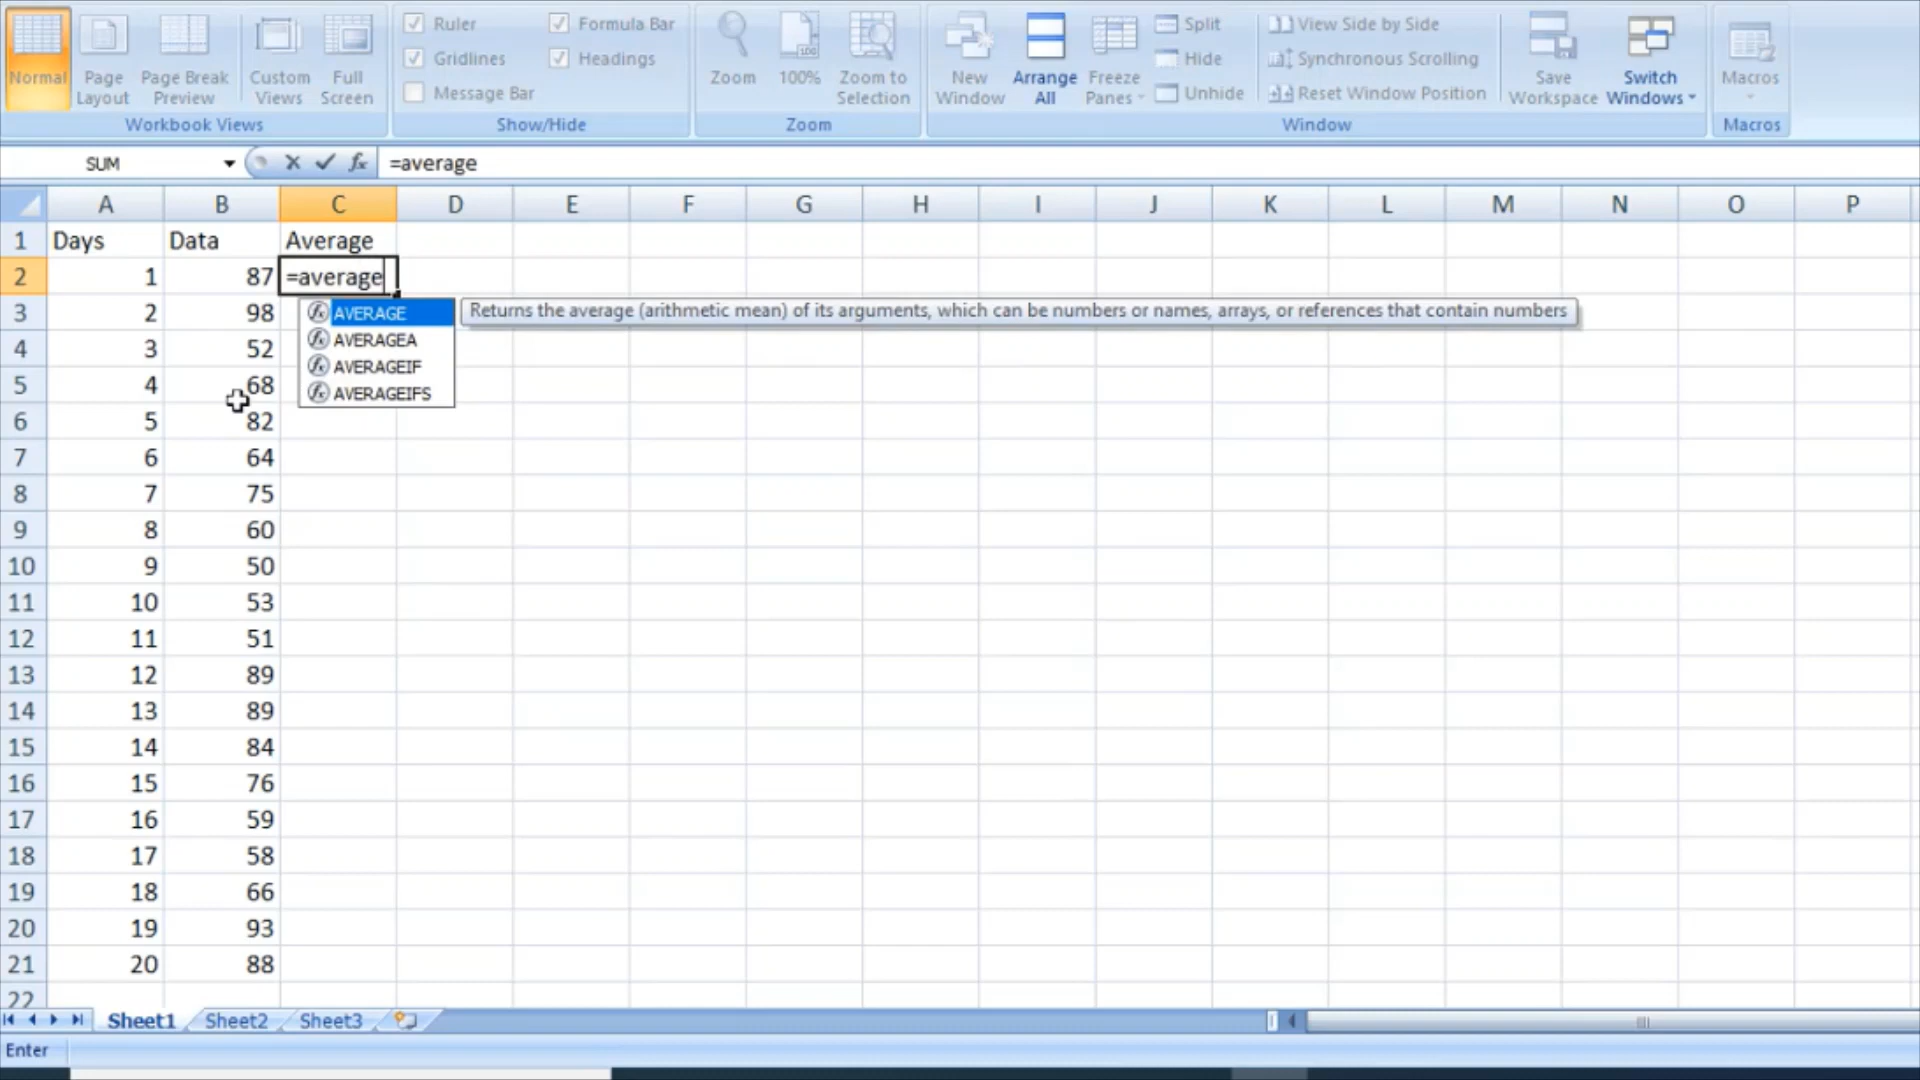 Normal
Page Layout
Page Break Preview
Custom Views
Full Screen
Workbook Views
Ruler
Formula Bar
Gridlines
Headings
Message Bar
Show/Hide
Zoom
100%
Zoom to Selection
Zoom
New Window
Arrange All
Freeze Panes
Split
Hide
Unhide
View Side by Side
Synchronous Scrolling
Reset Window Position
Window
Save Workspace
Switch Windows
Macros
Macros
SUM
fx =average
A B C D E F G H I J K L M N O P
1 Days Data Average
2 1 87 =average
3 2 98
AVERAGE
Returns the average (arithmetic mean) of its arguments, which can be numbers or names, arrays, or references that contain numbers
AVERAGEA
4 3 52
AVERAGEIF
5 4 68
AVERAGEIFS
6 5 82
7 6 64
8 7 75
9 8 60
10 9 50
11 10 53
12 11 51
13 12 89
14 13 89
15 14 84
16 15 76
17 16 59
18 17 58
19 18 66
20 19 93
21 20 88
22
Sheet1 Sheet2 Sheet3
Enter